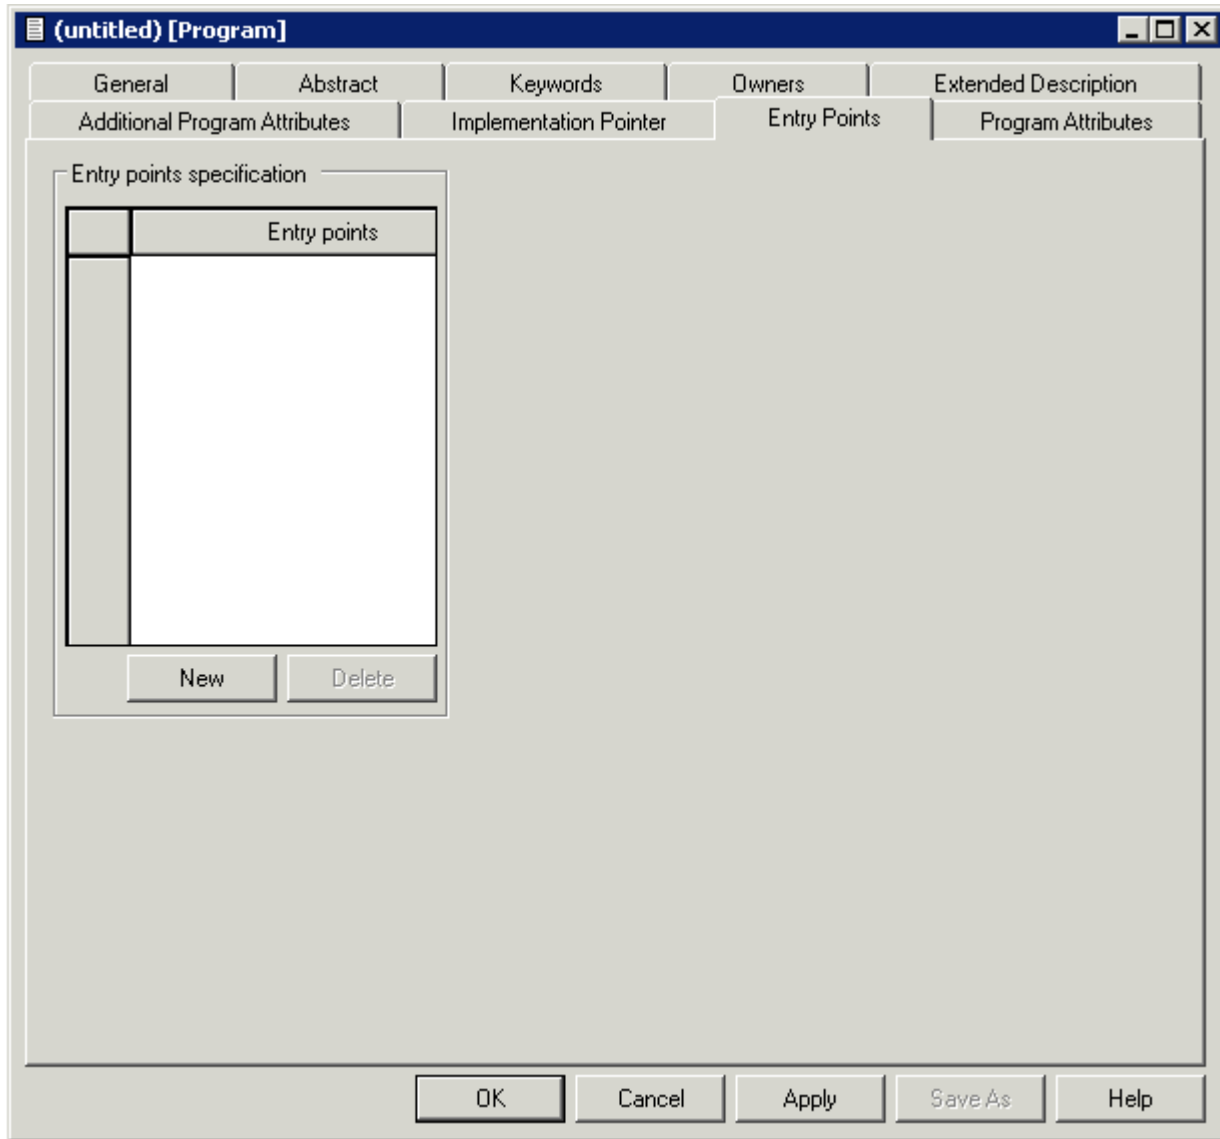 (untitled) [Program]
General Abstract Keywords Owners Extended Description
Additional Program Attributes Implementation Pointer Entry Points Program Attributes
Entry points specification
Entry points
New Delete
OK Cancel Apply Save As Help